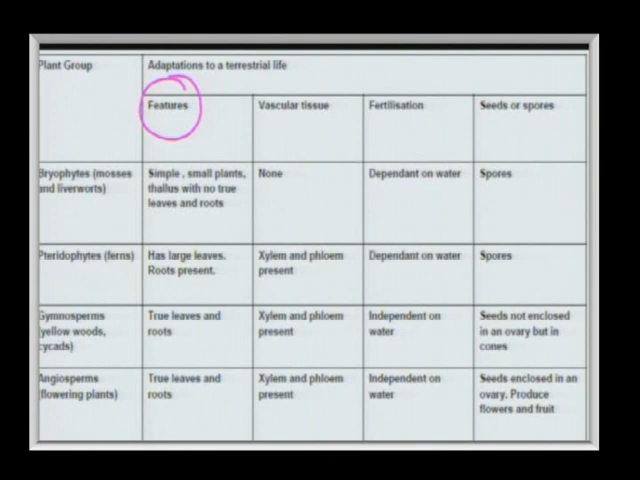 Plant Group
Adaptations to a terrestrial life
Features
Vascular tissue
Fertilisation
Seeds or spores
Bryophytes (mosses
and liverworts)
Simple , small plants,
thallus with no true
leaves and roots
None
Dependant on water
Spores
Pteridophytes (ferns)
Has large leaves.
Roots present.
Xylem and phloem
present
Dependant on water
Spores
Gymnosperms
(yellow woods,
cycads)
True leaves and
roots
Xylem and phloem
present
Independent on
water
Seeds not enclosed
in an ovary but in
cones
Angiosperms
(flowering plants)
True leaves and
roots
Xylem and phloem
present
Independent on
water
Seeds enclosed in an
ovary. Produce
flowers and fruit